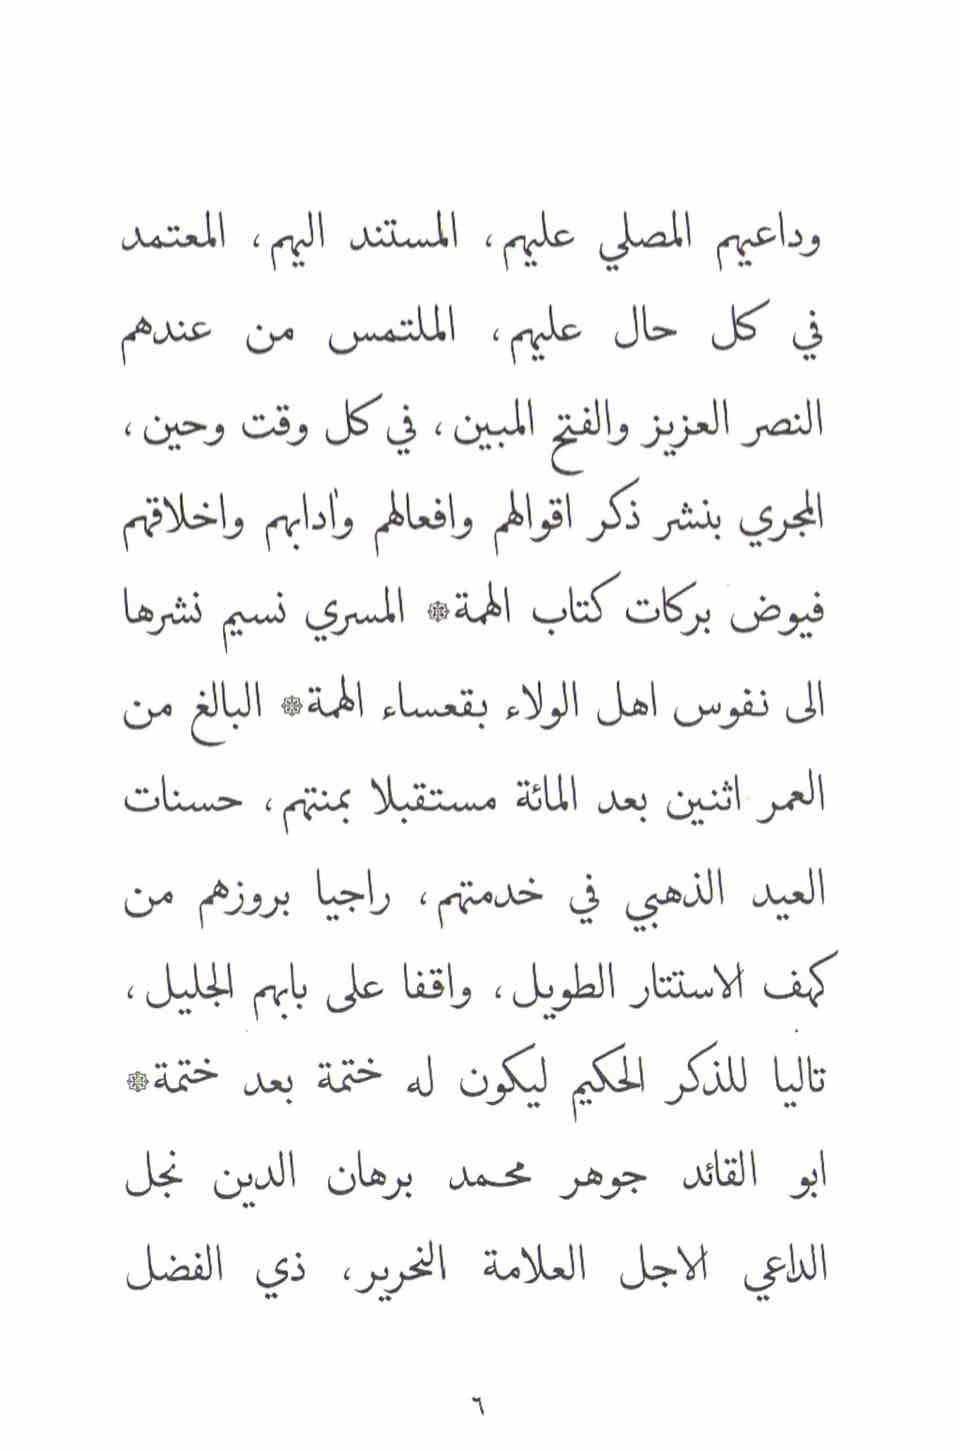 وداعيهم المصلي عليهم، المستند اليهم، المعتمد
في كل حال عليهم، الملتمس من عندهم
النصر العزيز والفتح المبين، في كل وقت وحين،
المجري بنشر ذكر اقوالهم وافعالهم وأدابهم واخلاقهم
فيوض بركات كتاب الهمة۞ المسري نسيم نشرها
الى نفوس اهل الولاء بقعساء الهمة۞ البالغ من
العمر اثنين بعد المائة مستقبلا بمنتهم، حسنات
العيد الذهبي في خدمتهم، راجيا بروزهم من
كهف الاستتار الطويل، واقفا على بابهم الجليل،
تاليا للذكر الحكيم ليكون له ختمة بعد ختمة۞
ابو القائد جوهر محمد برهان الدين نجل
الداعي الاجل العلامة النحرير، ذي الفضل
٦